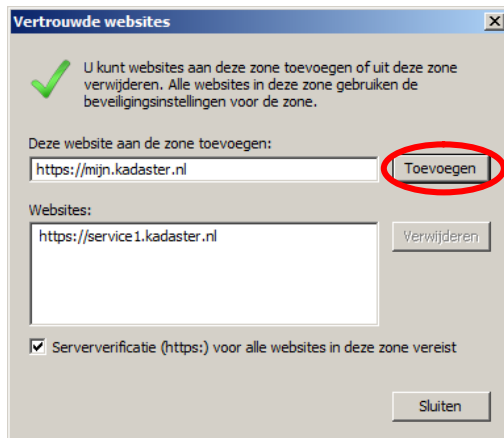 Vertrouwde websites
U kunt websites aan deze zone toevoegen of uit deze zone
verwijderen. Alle websites in deze zone gebruiken de
beveiligingsinstellingen voor de zone.
Deze website aan de zone toevoegen:
https://mijn.kadaster.nl
Toevoegen
Websites:
https://service1.kadaster.nl
Verwijderen
Serververificatie (https:) voor alle websites in deze zone vereist
Sluiten